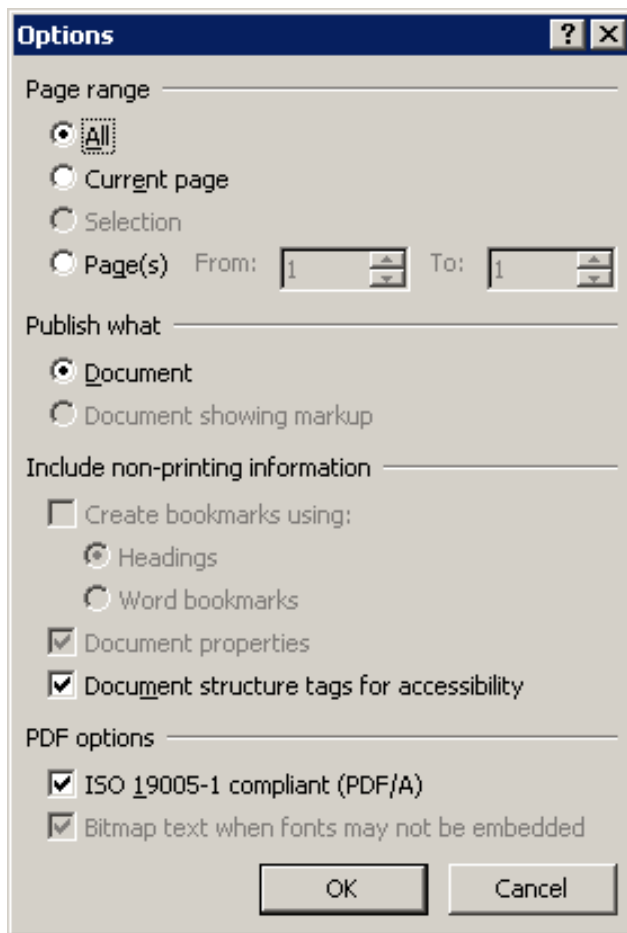 Options
Page range
All
Current page
Selection
Page(s) From: 1 To: 1
Publish what
Document
Document showing markup
Include non-printing information
Create bookmarks using:
Headings
Word bookmarks
Document properties
Document structure tags for accessibility
PDF options
ISO 19005-1 compliant (PDF/A)
Bitmap text when fonts may not be embedded
OK Cancel